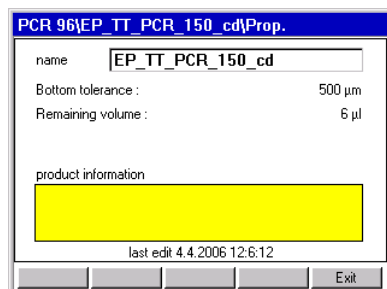 PCR 96\EP_TT_PCR_150_cd\Prop.
name EP_TT_PCR_150_cd
Bottom tolerance : 500 µm
Remaining volume : 6 µl
product information
last edit 4.4.2006 12:6:12
Exit